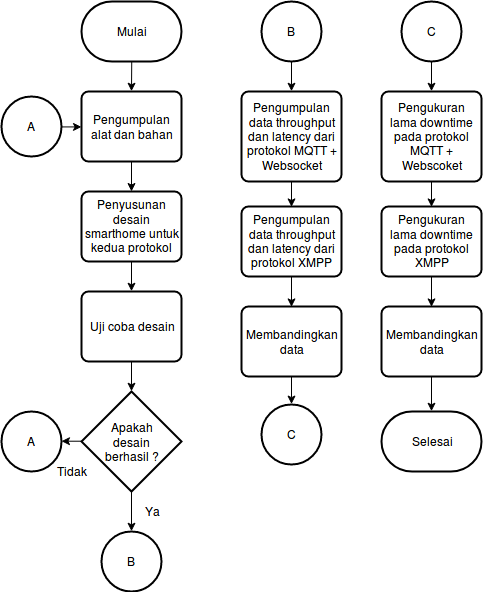 Mulai
A
Pengumpulan
alat dan bahan
Penyusunan
desain
smarthome untuk
kedua protokol
Uji coba desain
Apakah
desain
berhasil ?
A
Tidak
Ya
B
B
Pengumpulan
data throughput
dan latency dari
protokol MQTT +
Websocket
Pengumpulan
data throughput
dan latency dari
protokol XMPP
Membandingkan
data
C
C
Pengukuran
lama downtime
pada protokol
MQTT +
Webscoket
Pengukuran
lama downtime
pada protokol
XMPP
Membandingkan
data
Selesai